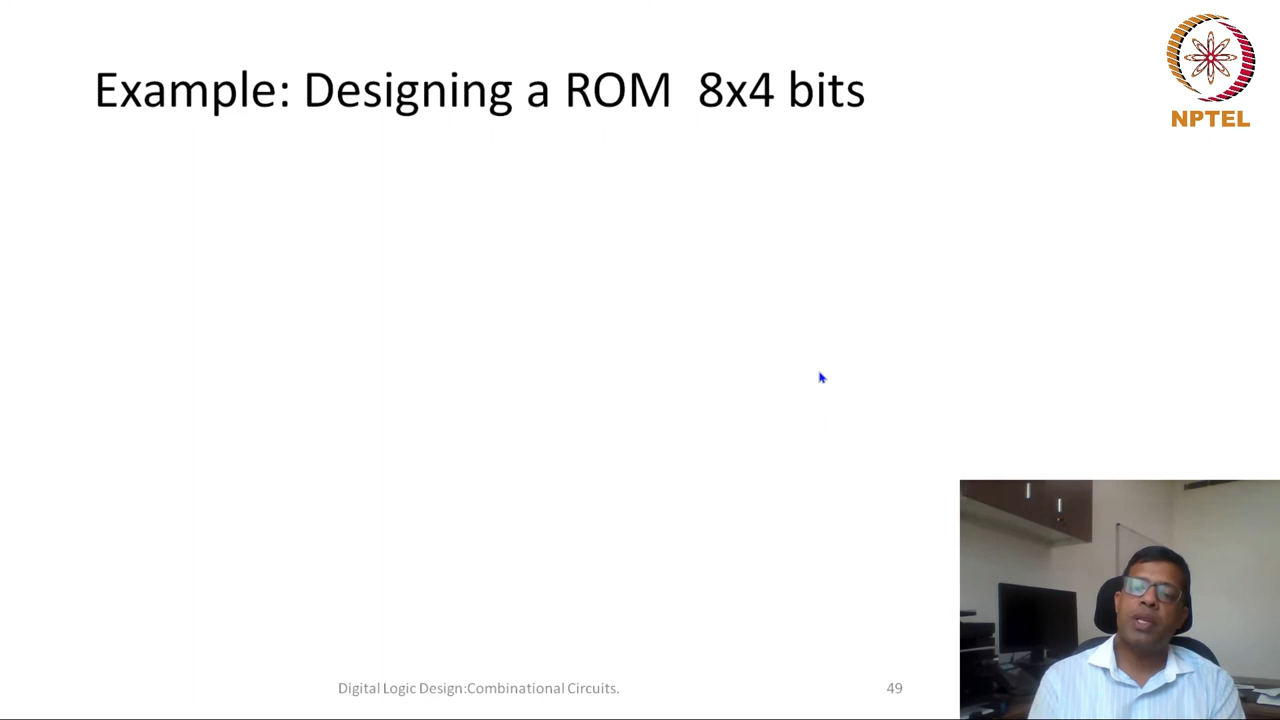 Example: Designing a ROM 8x4 bits
NPTEL
Digital Logic Design:Combinational Circuits.
49